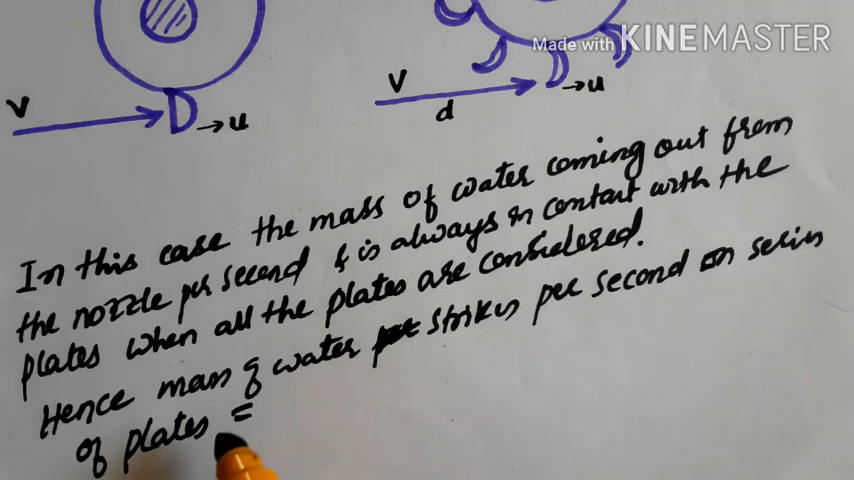 Made with KINEMASTER
V
D
→u
V
d
→u
In this case the mass of water coming out from
the nozzle per second & is always in contact with the
plates when all the plates are considered.
Hence mass of water strikes per second on series
of plates =